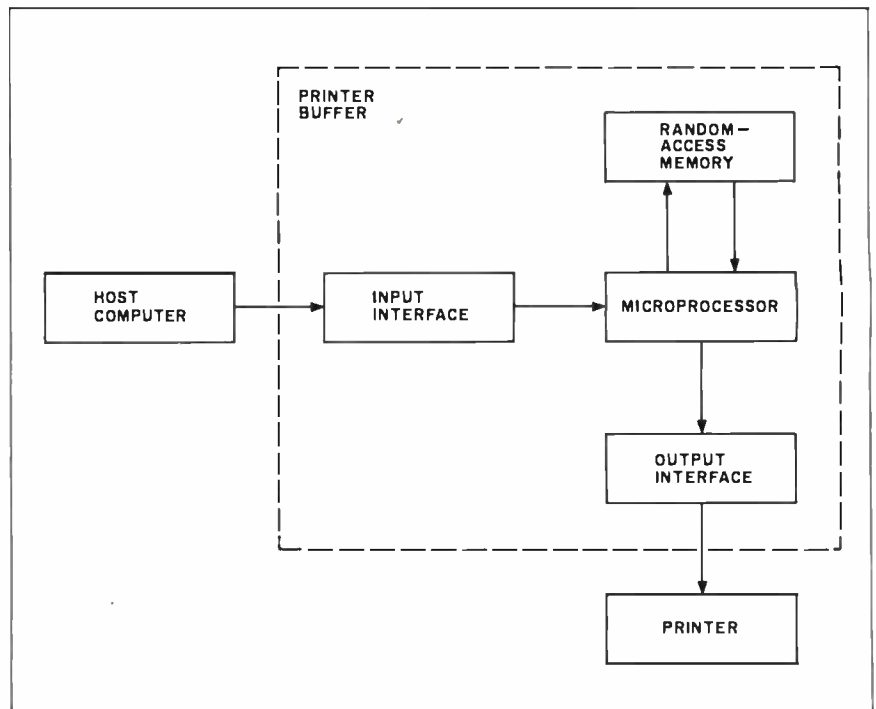 PRINTER
BUFFER
RANDOM-
ACCESS
MEMORY
HOST
COMPUTER
INPUT
INTERFACE
MICROPROCESSOR
OUTPUT
INTERFACE
PRINTER